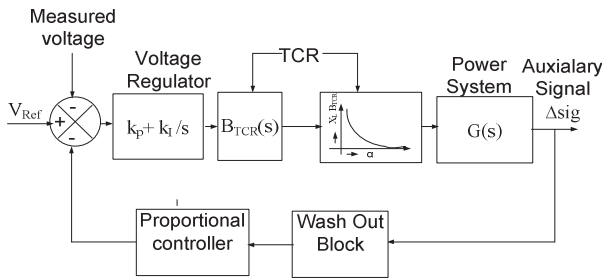 Measured
voltage
Voltage
Regulator
TCR
Power
System
Auxialary
Signal
V_Ref
-
+
-
k_p+ k_I /s
B_TCR(s)
X_L B_TCR
α
G(s)
Δsig
Proportional
controller
Wash Out
Block